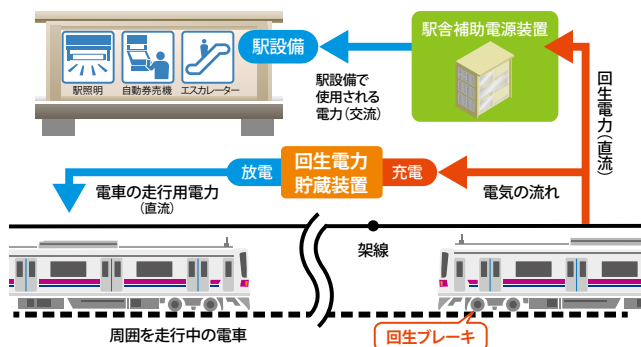 駅照明
自動券売機
エスカレーター
駅設備
駅設備で
使用される
電力(交流)
駅舎補助電源装置
回生電力(直流)
放電
回生電力
貯蔵装置
充電
電車の走行用電力
(直流)
電気の流れ
架線
周囲を走行中の電車
回生ブレーキ